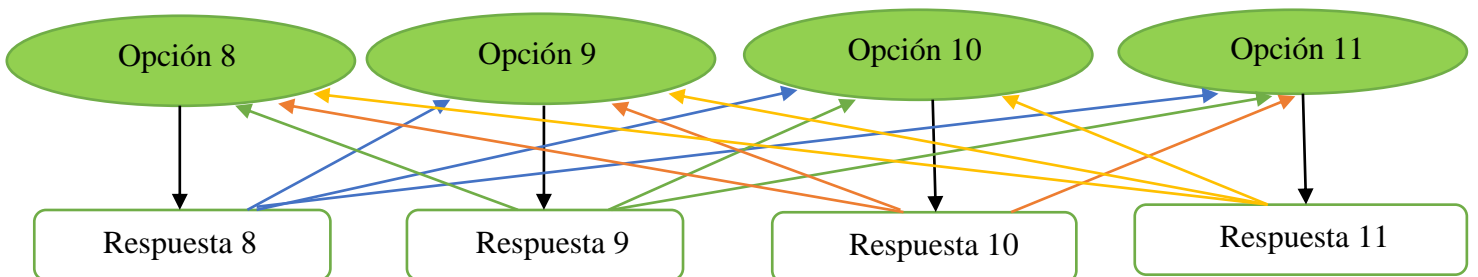 Opción 8
Opción 9
Opción 10
Opción 11
Respuesta 8
Respuesta 9
Respuesta 10
Respuesta 11